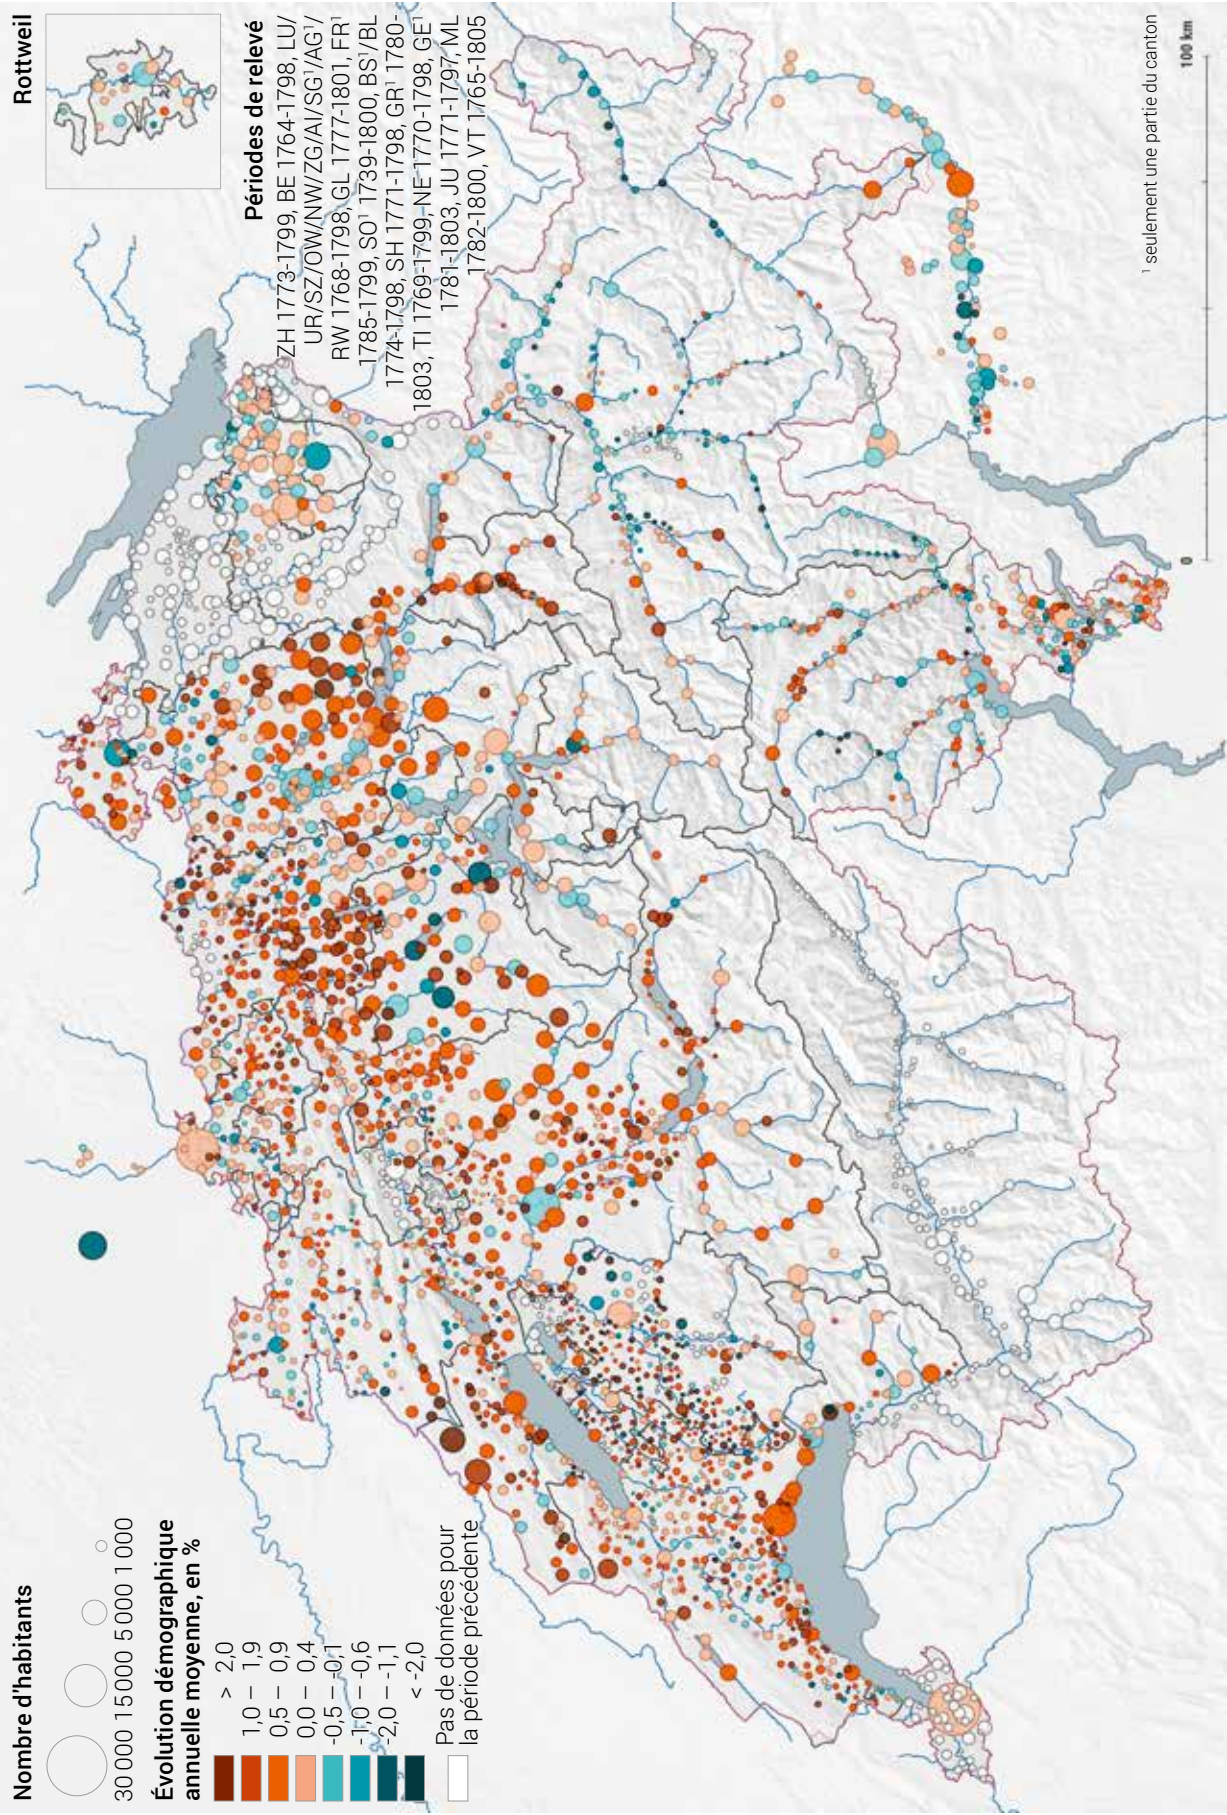 Nombre d'habitants
30 000 15 000 5 000 1 000
Évolution démographique
annuelle moyenne, en %
> 2,0
1,0 – 1,9
0,5 – 0,9
0,0 – 0,4
-0,5 – -0,1
-1,0 – -0,6
-2,0 – -1,1
< -2,0
Pas de données pour
la période précédente
Rottweil
Périodes de relevé
ZH 1773-1799, BE 1764-1798, LU/
UR/SZ/OW/NW/ZG/AI/SG¹/AG¹/
RW 1768-1798, GL 1777-1801, FR¹
1785-1799, SO¹ 1739-1800, BS¹/BL
1774-1798, SH 1771-1798, GR¹ 1780-
1803, TI 1769-1799, NE 1770-1798, GE¹
1781-1803, JU 1771-1797, ML
1782-1800, VT 1765-1805
¹ seulement une partie du canton
0 100 km